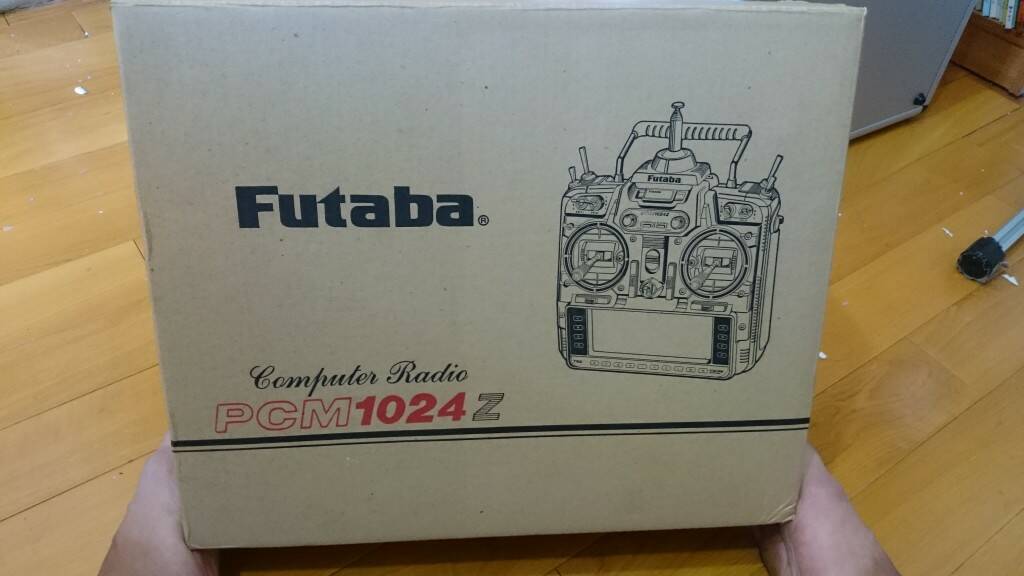 Futaba®
Futaba
Computer Radio
PCM1024Z